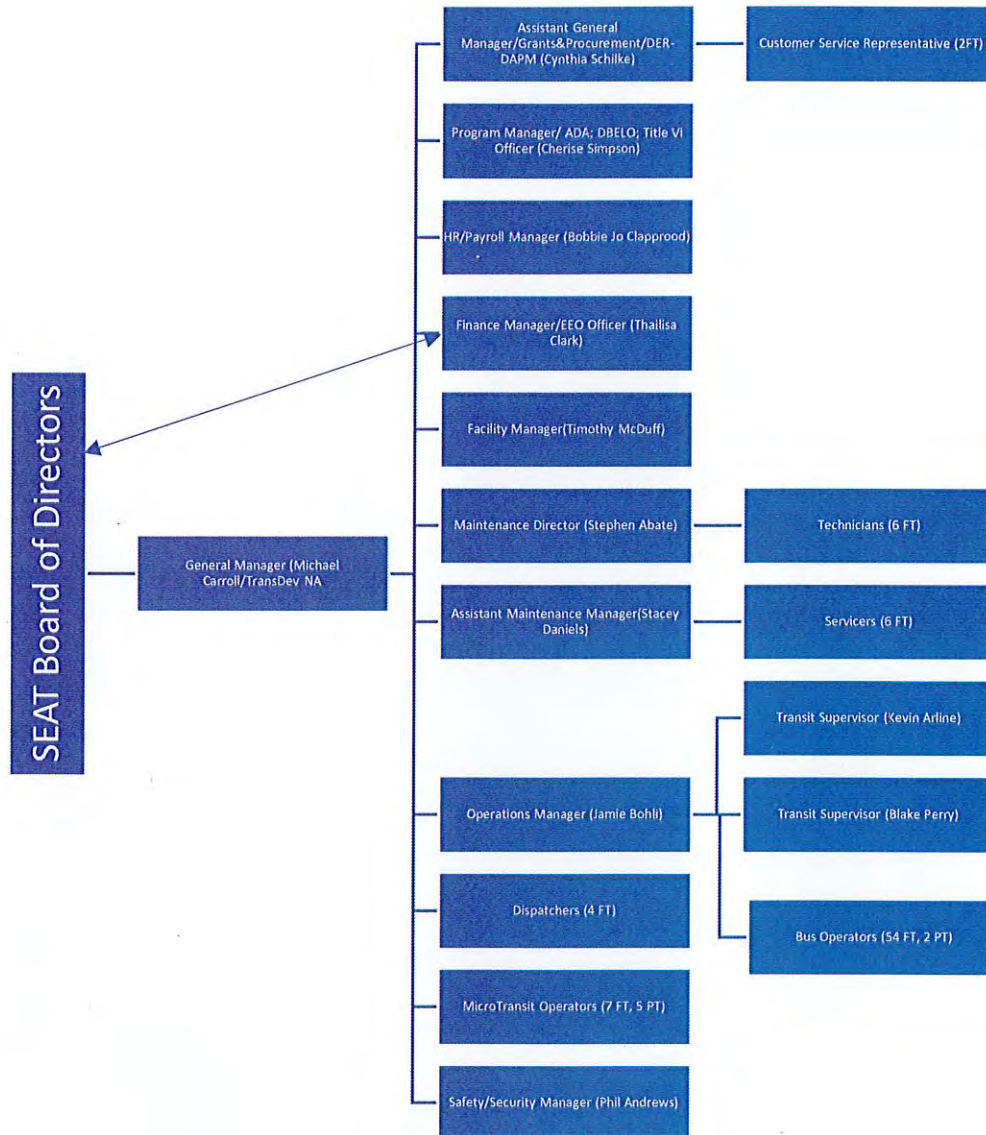 SEAT Board of Directors
General Manager (Michael
Carroll/TransDev NA
Assistant General
Manager/Grants&Procurement/DER-
DAPM (Cynthia Schilke)
Customer Service Representative (2FT)
Program Manager/ ADA; DBELO; Title VI
Officer (Cherise Simpson)
HR/Payroll Manager (Bobbie Jo Clapprood)
Finance Manager/EEO Officer (Thailisa
Clark)
Facility Manager(Timothy McDuff)
Maintenance Director (Stephen Abate)
Technicians (6 FT)
Assistant Maintenance Manager(Stacey
Daniels)
Servicers (6 FT)
Operations Manager (Jamie Bohli)
Transit Supervisor (Kevin Arline)
Transit Supervisor (Blake Perry)
Bus Operators (54 FT, 2 PT)
Dispatchers (4 FT)
MicroTransit Operators (7 FT, 5 PT)
Safety/Security Manager (Phil Andrews)